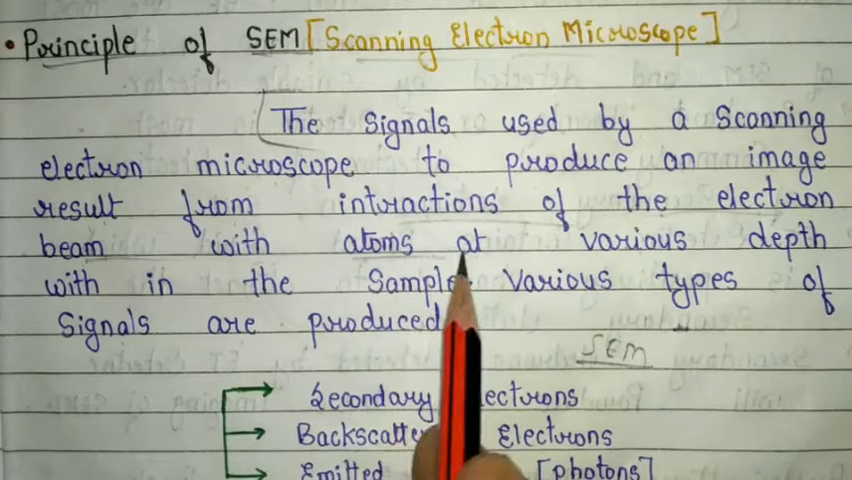 • Principle of SEM [Scanning Electron Microscope]
The Signals used by a Scanning
electron microscope to produce an image
result from intractions of the electron
beam with atoms at various depth
with in the Sample Various types of
Signals are produced
SEM
Secondary
Electrons
Emitted [photons]